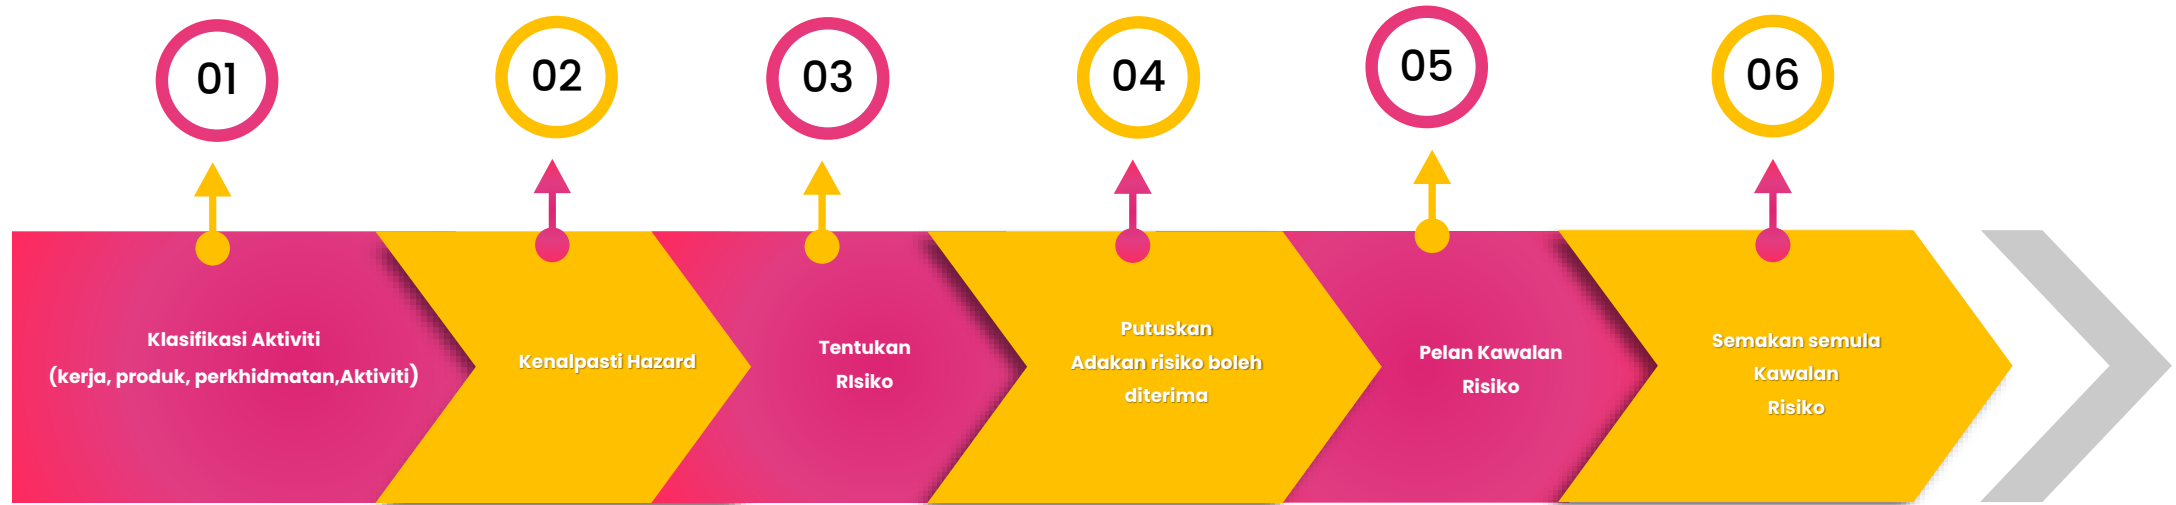 01
02
03
04
05
06
Klasifikasi Aktiviti
(kerja, produk, perkhidmatan,Aktiviti)
Kenalpasti Hazard
Tentukan
RIsiko
Putuskan
Adakan risiko boleh
diterima
Pelan Kawalan
Risiko
Semakan semula
Kawalan
Risiko